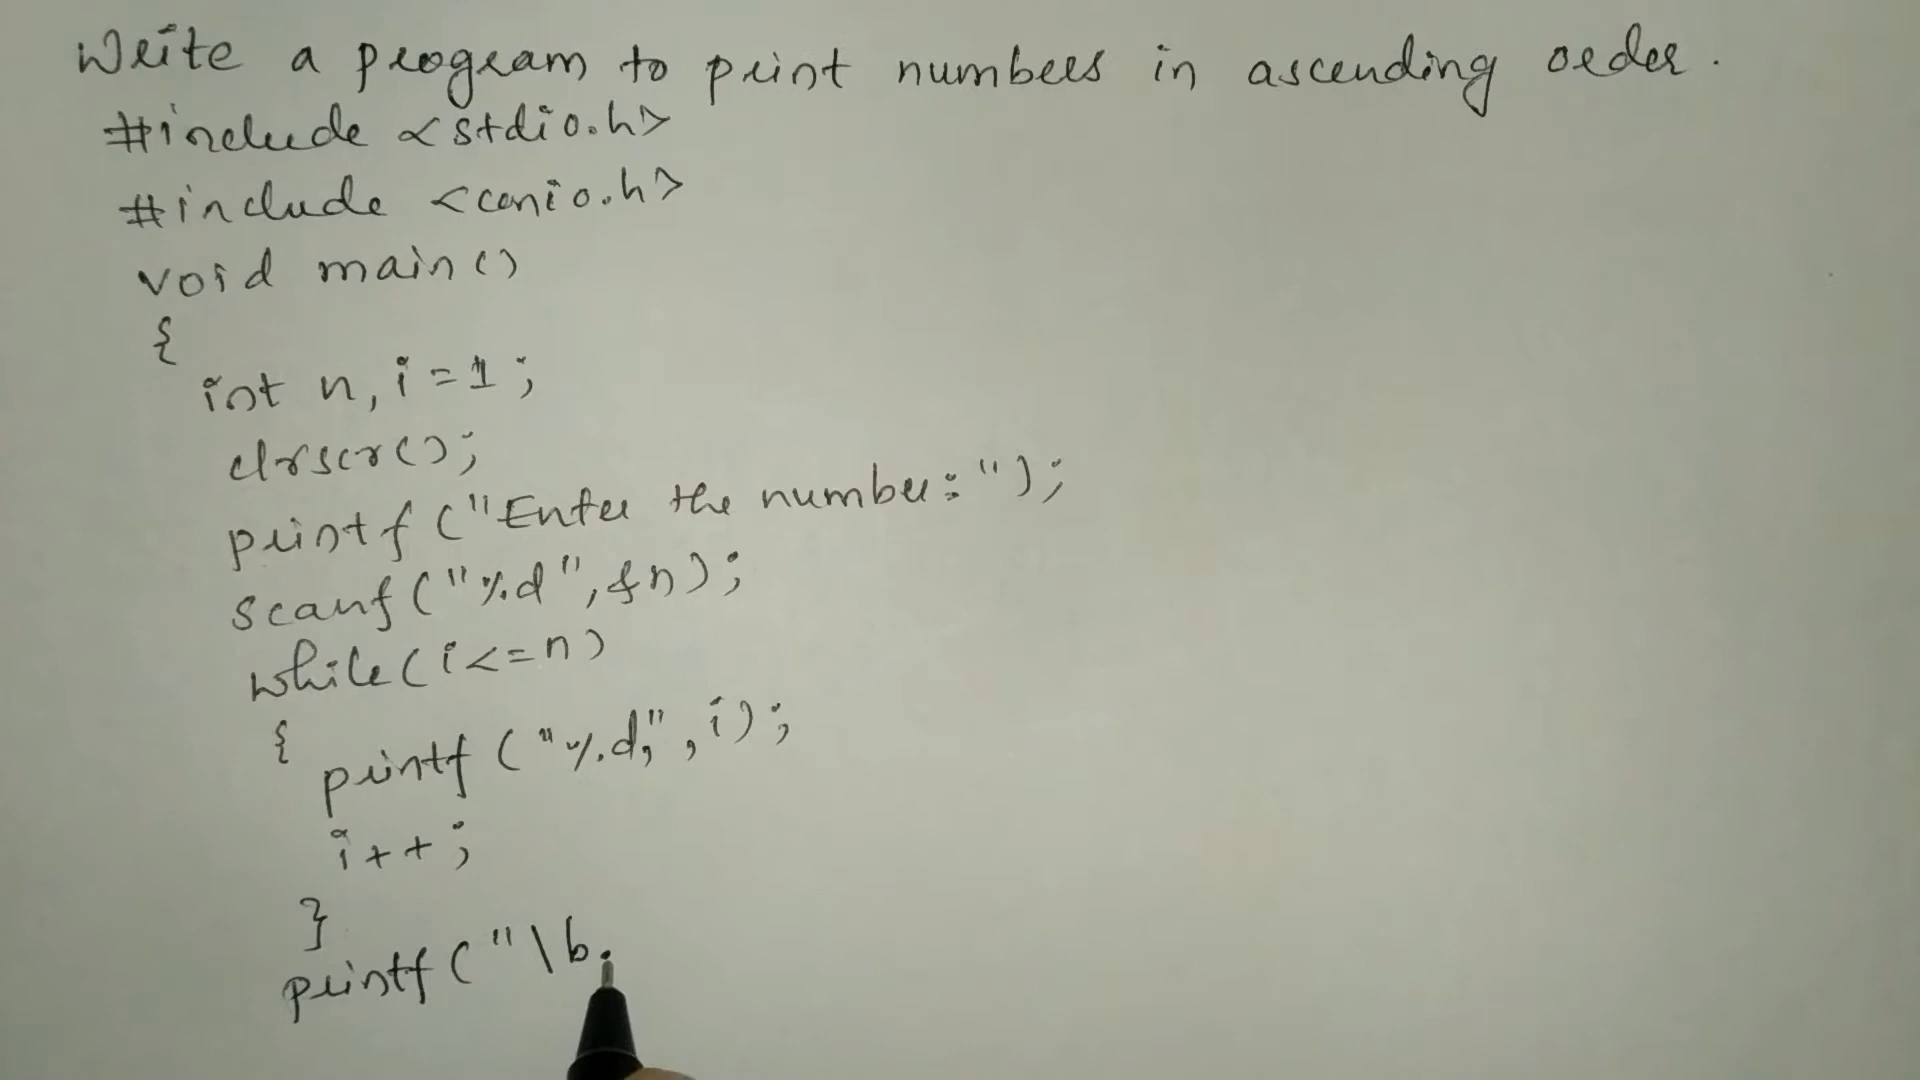 Write a program to print numbers in ascending order.
#include <stdio.h>
#include <conio.h>
void main()
{
int n, i=1;
clrscr();
printf("Enter the number:");
scanf("%d",&n);
while(i<=n)
{ printf("%d,",i);
i++;
}
printf("\b.